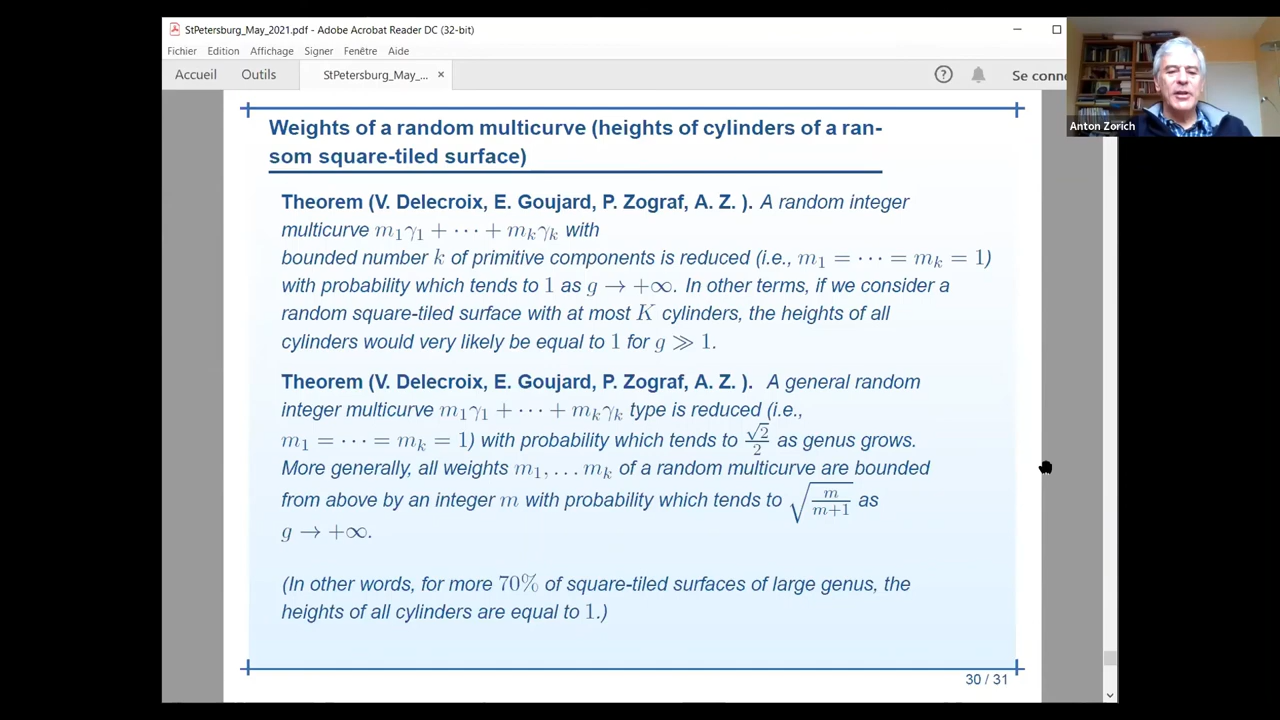 StPetersburg_May_2021.pdf - Adobe Acrobat Reader DC (32-bit)
Fichier Edition Affichage Signer Fenêtre Aide
Accueil Outils StPetersburg_May_... × Se conne
Anton Zorich
Weights of a random multicurve (heights of cylinders of a ran-
som square-tiled surface)
Theorem (V. Delecroix, E. Goujard, P. Zograf, A. Z. ). A random integer
multicurve m₁γ₁ + ⋯ + mₖγₖ with
bounded number k of primitive components is reduced (i.e., m₁ = ⋯ = mₖ = 1)
with probability which tends to 1 as g → +∞. In other terms, if we consider a
random square-tiled surface with at most K cylinders, the heights of all
cylinders would very likely be equal to 1 for g ≫ 1.
Theorem (V. Delecroix, E. Goujard, P. Zograf, A. Z. ). A general random
integer multicurve m₁γ₁ + ⋯ + mₖγₖ type is reduced (i.e.,
m₁ = ⋯ = mₖ = 1) with probability which tends to √2/2 as genus grows.
More generally, all weights m₁, … mₖ of a random multicurve are bounded
from above by an integer m with probability which tends to √(m/(m+1)) as
g → +∞.
(In other words, for more 70% of square-tiled surfaces of large genus, the
heights of all cylinders are equal to 1.)
30 / 31